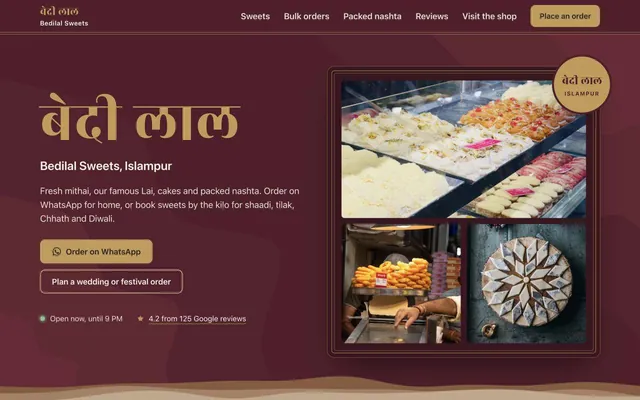 बेदी लाल
Bedilal Sweets
Sweets
Bulk orders
Packed nashta
Reviews
Visit the shop
Place an order
बेदी लाल
ISLAMPUR
बेदी लाल
Bedilal Sweets, Islampur
Fresh mithai, our famous Lai, cakes and packed nashta. Order on
WhatsApp for home, or book sweets by the kilo for shaadi, tilak,
Chhath and Diwali.
Order on WhatsApp
Plan a wedding or festival order
Open now, until 9 PM
4.2 from 125 Google reviews